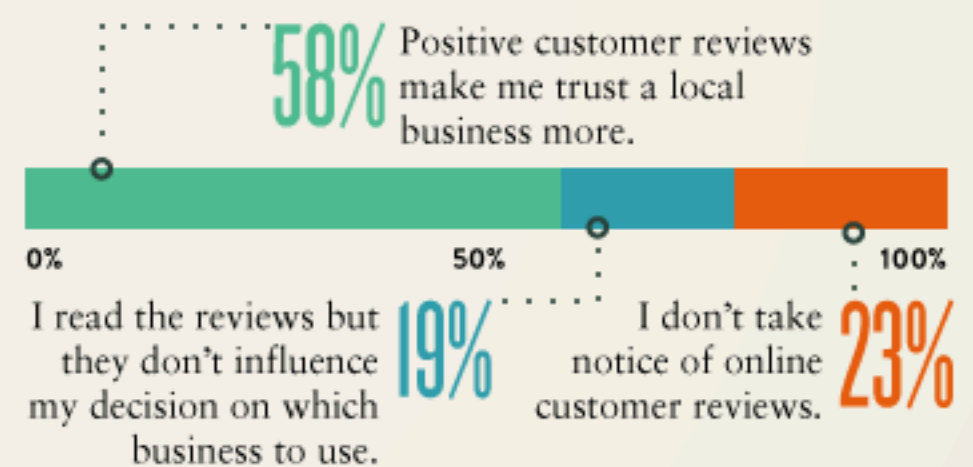 58%
Positive customer reviews
make me trust a local
business more.
0%
50%
100%
I read the reviews but
they don't influence
my decision on which
business to use.
19%
I don't take
notice of online
customer reviews.
23%